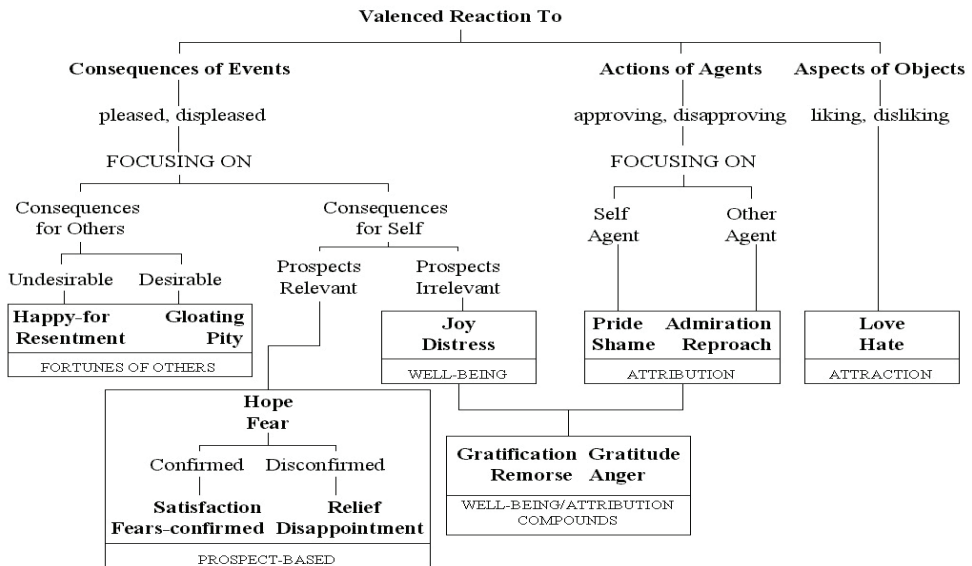 Valenced Reaction To
Consequences of Events
Actions of Agents
Aspects of Objects
pleased, displeased
approving, disapproving
liking, disliking
FOCUSING ON
FOCUSING ON
Consequences
for Others
Consequences
for Self
Self
Agent
Other
Agent
Undesirable
Desirable
Prospects
Relevant
Prospects
Irrelevant
Happy-for
Resentment
Gloating
Pity
FORTUNES OF OTHERS
Joy
Distress
WELL-BEING
Pride
Shame
Admiration
Reproach
ATTRIBUTION
Love
Hate
ATTRACTION
Hope
Fear
Confirmed
Disconfirmed
Satisfaction
Fears-confirmed
Relief
Disappointment
PROSPECT-BASED
Gratification
Remorse
Gratitude
Anger
WELL-BEING/ATTRIBUTION
COMPOUNDS